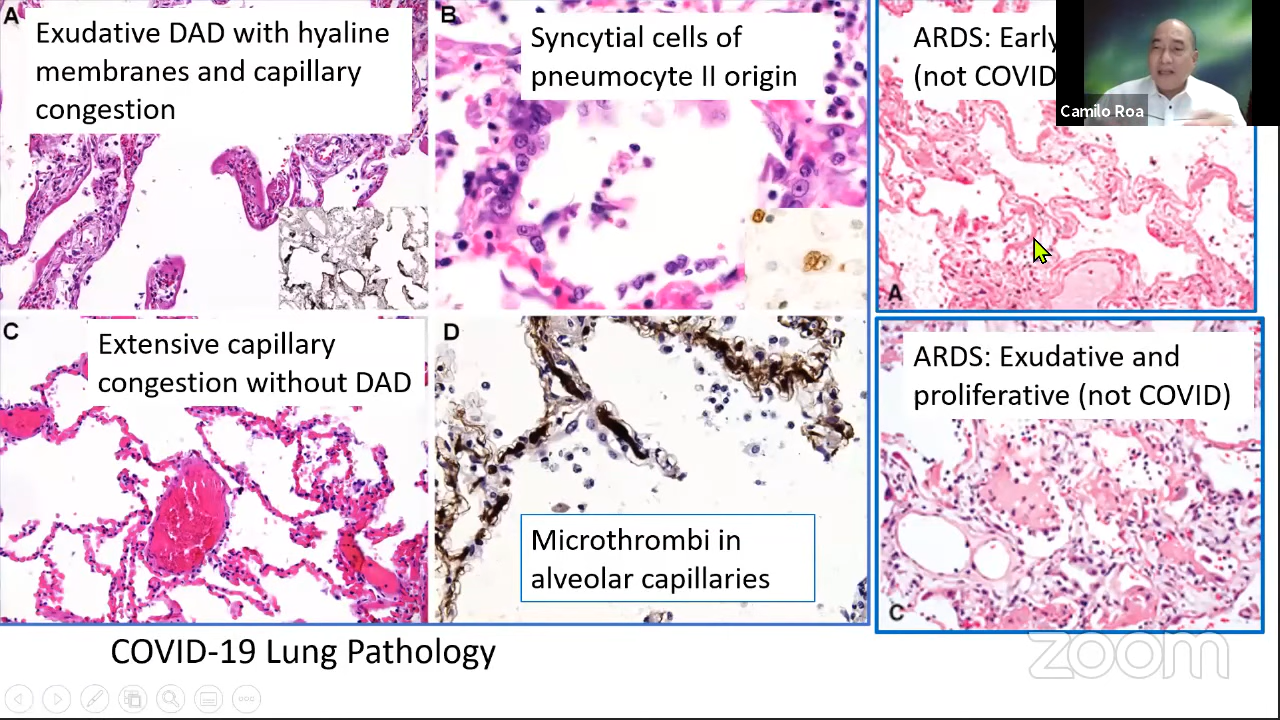 A
Exudative DAD with hyaline
membranes and capillary
congestion
B
Syncytial cells of
pneumocyte II origin
ARDS: Early
(not COVID
Camilo Roa
A
C
Extensive capillary
congestion without DAD
D
Microthrombi in
alveolar capillaries
ARDS: Exudative and
proliferative (not COVID)
C
COVID-19 Lung Pathology
zoom